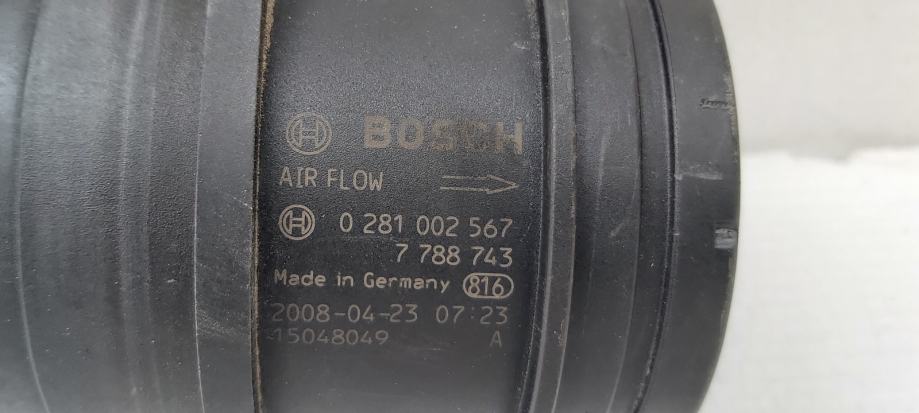 BOSCH
AIR FLOW
0 281 002 567
7 788 743
Made in Germany 816
2008-04-23 07:23
15048049 A